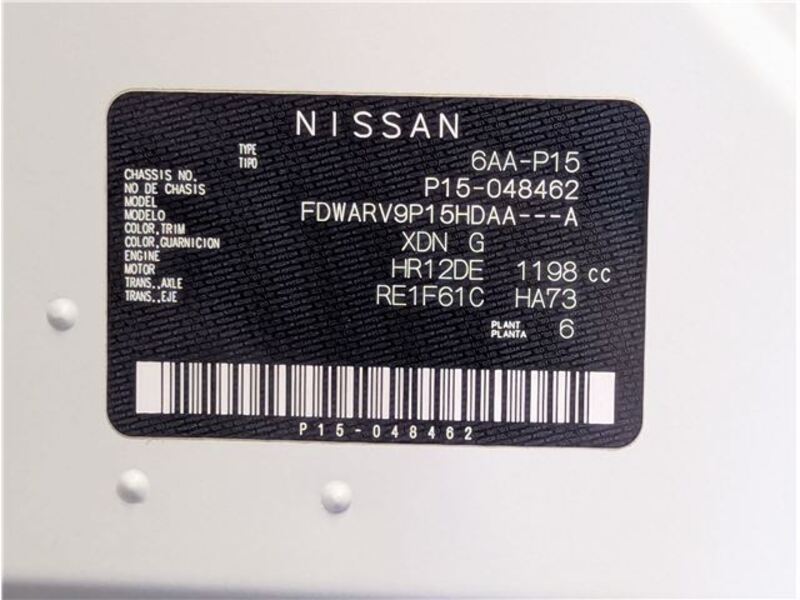 NISSAN
TYPE
TIPO
6AA-P15
CHASSIS NO.
NO DE CHASIS
P15-048462
MODEL
MODELO
FDWARV9P15HDAA---A
COLOR,TRIM
COLOR,GUARNICION
XDN G
ENGINE
MOTOR
HR12DE 1198 cc
TRANS.,AXLE
TRANS.,EJE
RE1F61C HA73
PLANT
PLANTA
6
P15-048462